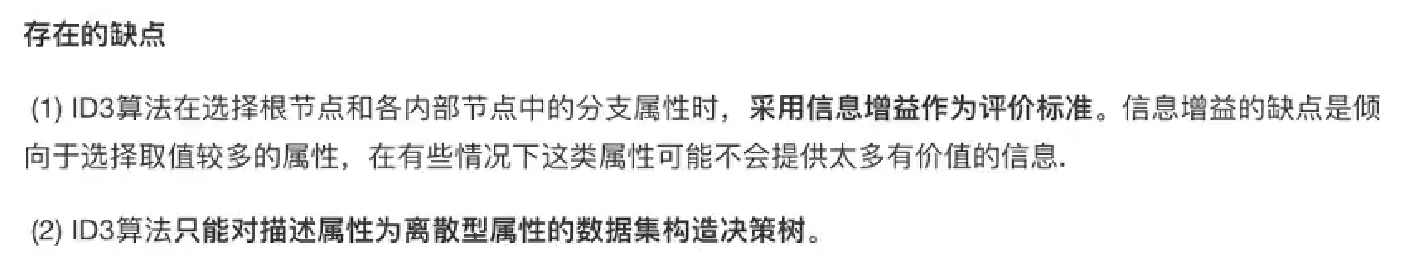 存在的缺点
(1) ID3算法在选择根节点和各内部节点中的分支属性时，采用信息增益作为评价标准。信息增益的缺点是倾
向于选择取值较多的属性，在有些情况下这类属性可能不会提供太多有价值的信息.
(2) ID3算法只能对描述属性为离散型属性的数据集构造决策树。